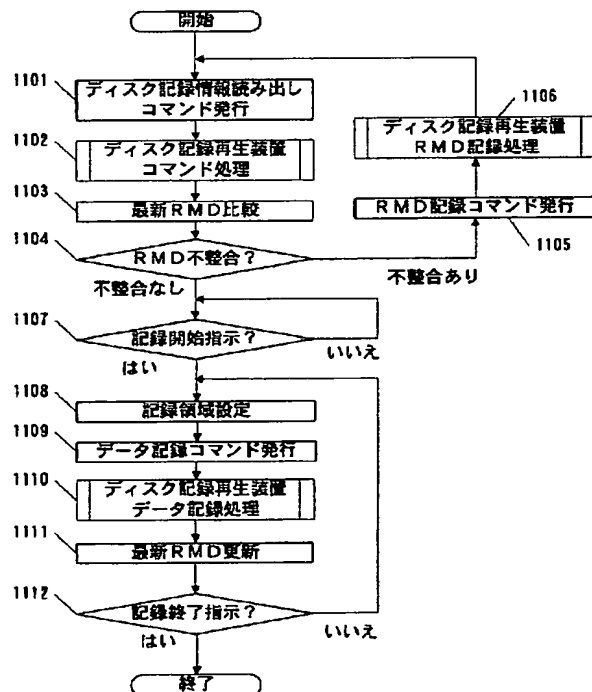 開始
1101
ディスク記録情報読み出し
コマンド発行
1102
ディスク記録再生装置
コマンド処理
1103
最新RMD比較
1104
RMD不整合?
不整合なし
不整合あり
1105
RMD記録コマンド発行
1106
ディスク記録再生装置
RMD記録処理
1107
記録開始指示?
はい
いいえ
1108
記録領域設定
1109
データ記録コマンド発行
1110
ディスク記録再生装置
データ記録処理
1111
最新RMD更新
1112
記録終了指示?
はい
いいえ
終了